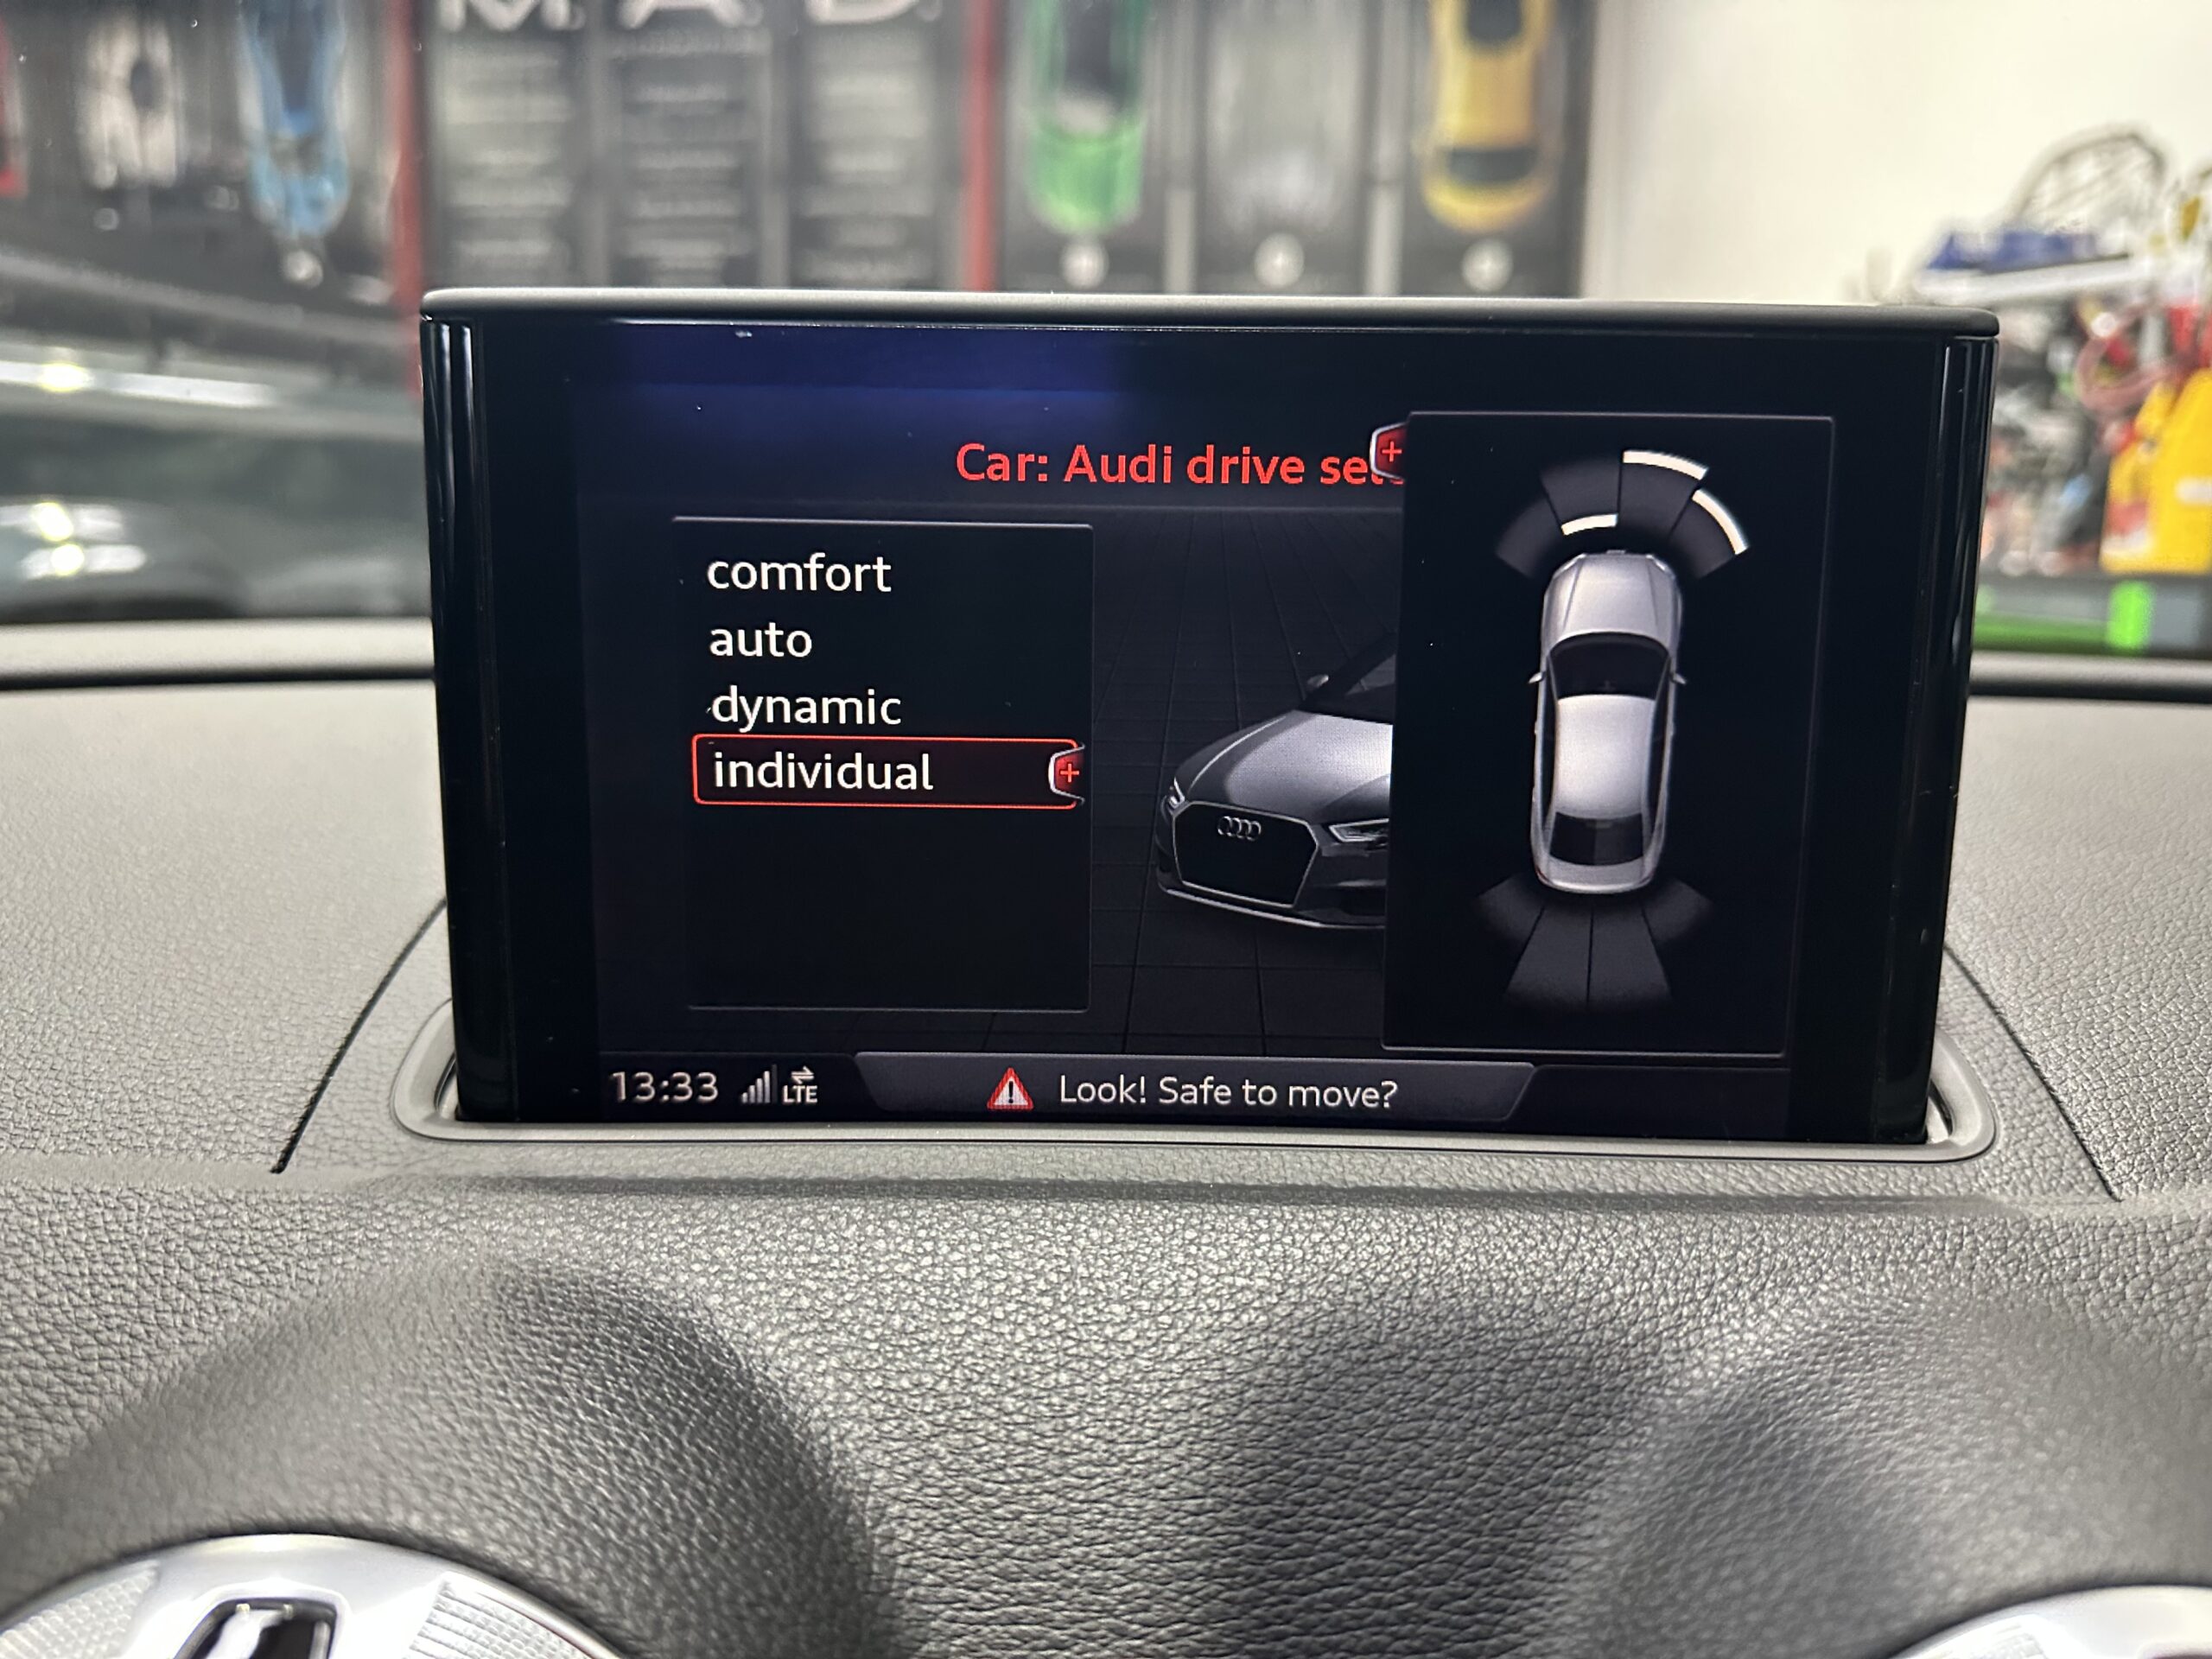 M.A.D.
Car: Audi drive se
comfort
auto
dynamic
individual
13:33 LTE
Look! Safe to move?